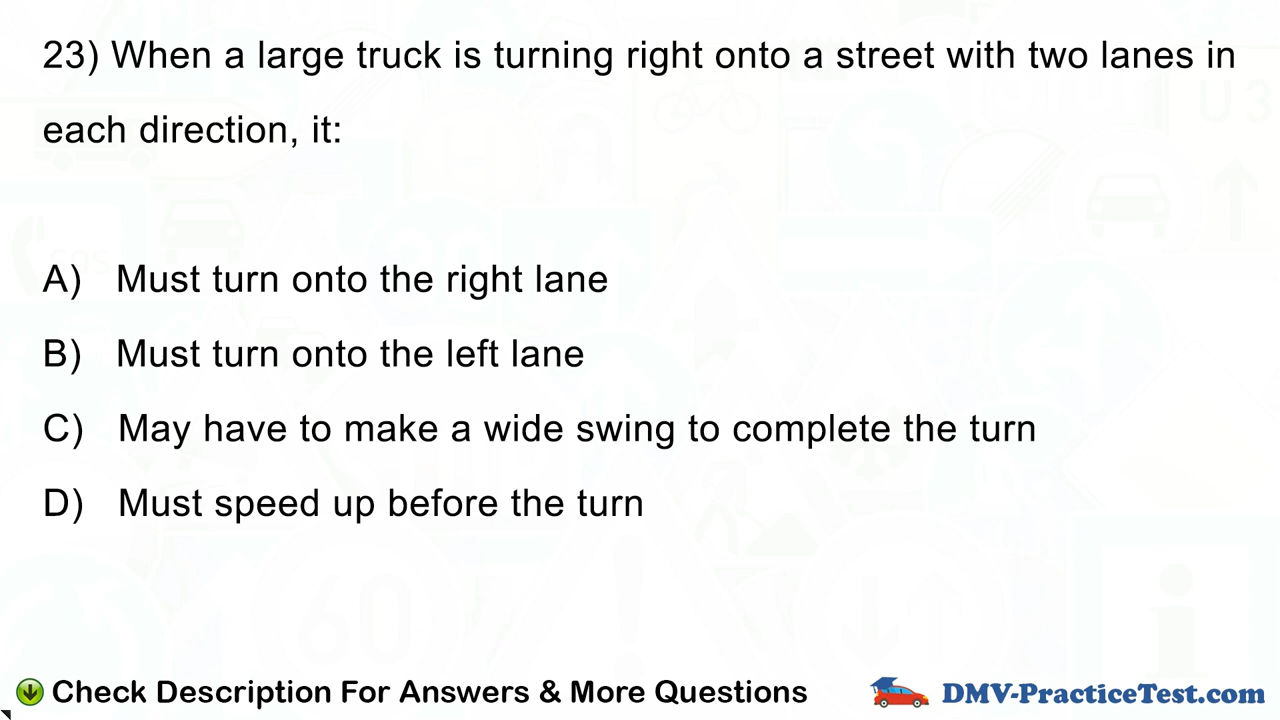 23) When a large truck is turning right onto a street with two lanes in
each direction, it:
A) Must turn onto the right lane
B) Must turn onto the left lane
C) May have to make a wide swing to complete the turn
D) Must speed up before the turn
Check Description For Answers & More Questions
DMV-PracticeTest.com